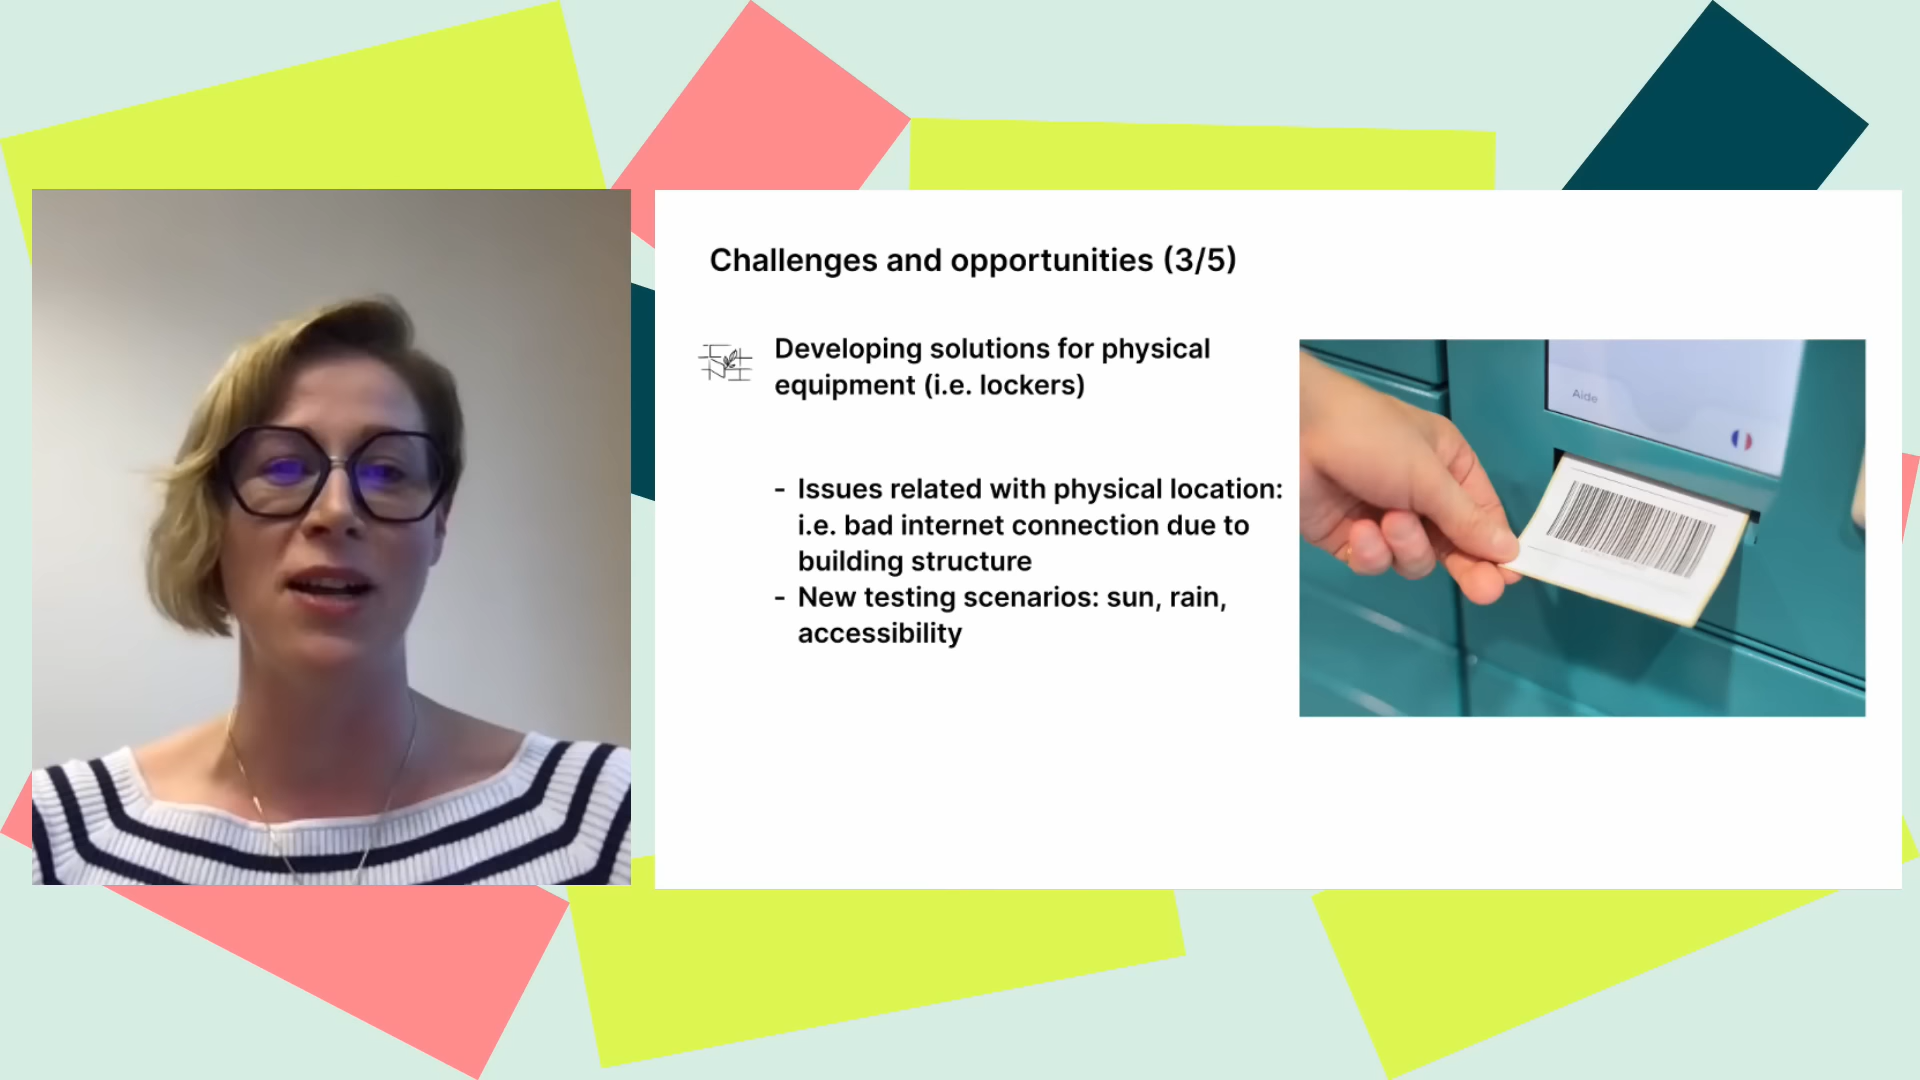 Challenges and opportunities (3/5)
Developing solutions for physical
equipment (i.e. lockers)
- Issues related with physical location:
i.e. bad internet connection due to
building structure
- New testing scenarios: sun, rain,
accessibility
Aide